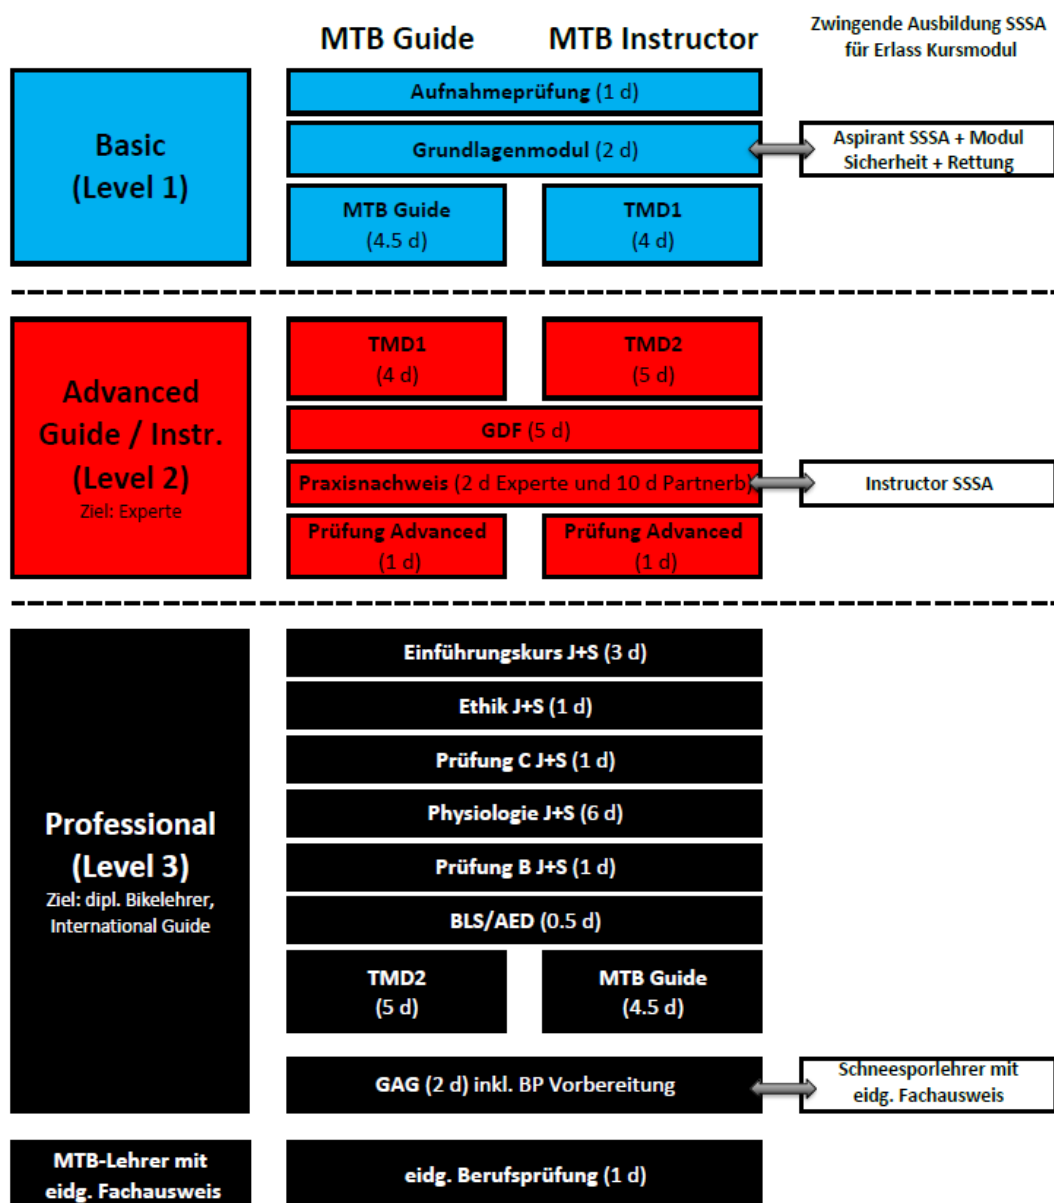 MTB Guide
MTB Instructor
Zwingende Ausbildung SSSA
für Erlass Kursmodul
Basic
(Level 1)
Aufnahmeprüfung (1 d)
Grundlagenmodul (2 d)
Aspirant SSSA + Modul
Sicherheit + Rettung
MTB Guide
(4.5 d)
TMD1
(4 d)
Advanced
Guide / Instr.
(Level 2)
Ziel: Experte
TMD1
(4 d)
TMD2
(5 d)
GDF (5 d)
Praxisnachweis (2 d Experte und 10 d Partnerb)
Instructor SSSA
Prüfung Advanced
(1 d)
Prüfung Advanced
(1 d)
Professional
(Level 3)
Ziel: dipl. Bikelehrer,
International Guide
Einführungskurs J+S (3 d)
Ethik J+S (1 d)
Prüfung C J+S (1 d)
Physiologie J+S (6 d)
Prüfung B J+S (1 d)
BLS/AED (0.5 d)
TMD2
(5 d)
MTB Guide
(4.5 d)
GAG (2 d) inkl. BP Vorbereitung
Schneesporlehrer mit
eidg. Fachausweis
MTB-Lehrer mit
eidg. Fachausweis
eidg. Berufsprüfung (1 d)